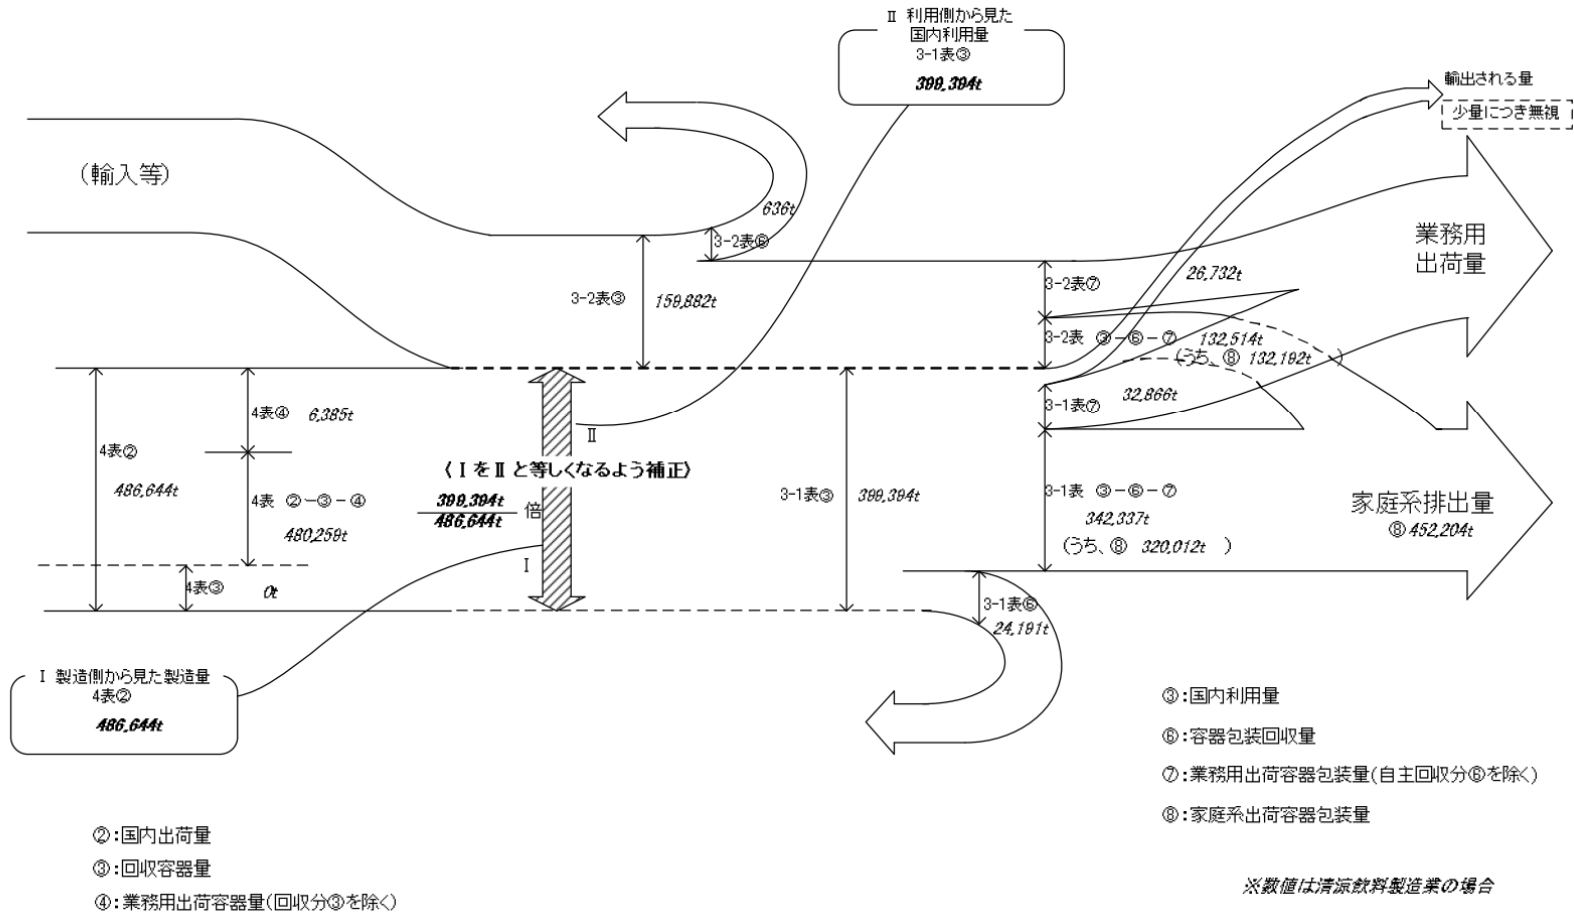 Ⅱ 利用側から見た
国内利用量
3-1表③
399,394t
輸出される量
少量につき無視
(輸入等)
636t
3-2表⑥
業務用
出荷量
3-2表③
159,882t
3-2表⑦
26,732t
3-2表 ③-⑥-⑦
132,514t
(うち、⑧ 132,192t )
4表④
6,385t
3-1表⑦
32,866t
Ⅱ
4表②
486,644t
〈ⅠをⅡと等しくなるよう補正〉
399,394t
486,644t
倍
4表 ②-③-④
480,259t
3-1表③
399,394t
3-1表 ③-⑥-⑦
342,337t
(うち、⑧ 320,012t )
家庭系排出量
⑧452,204t
Ⅰ
4表③
0t
3-1表⑥
24,191t
Ⅰ 製造側から見た製造量
4表②
486,644t
③:国内利用量
⑥:容器包装回収量
⑦:業務用出荷容器包装量(自主回収分⑥を除く)
⑧:家庭系出荷容器包装量
②:国内出荷量
③:回収容器量
④:業務用出荷容器量(回収分③を除く)
※数値は清涼飲料製造業の場合